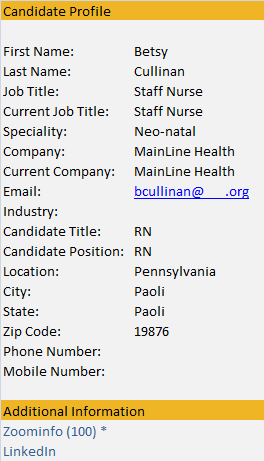 Candidate Profile
First Name: Betsy
Last Name: Cullinan
Job Title: Staff Nurse
Current Job Title: Staff Nurse
Speciality: Neo-natal
Company: MainLine Health
Current Company: MainLine Health
Email: bcullinan@ .org
Industry:
Candidate Title: RN
Candidate Position: RN
Location: Pennsylvania
City: Paoli
State: Paoli
Zip Code: 19876
Phone Number:
Mobile Number:
Additional Information
Zoominfo (100) *
LinkedIn